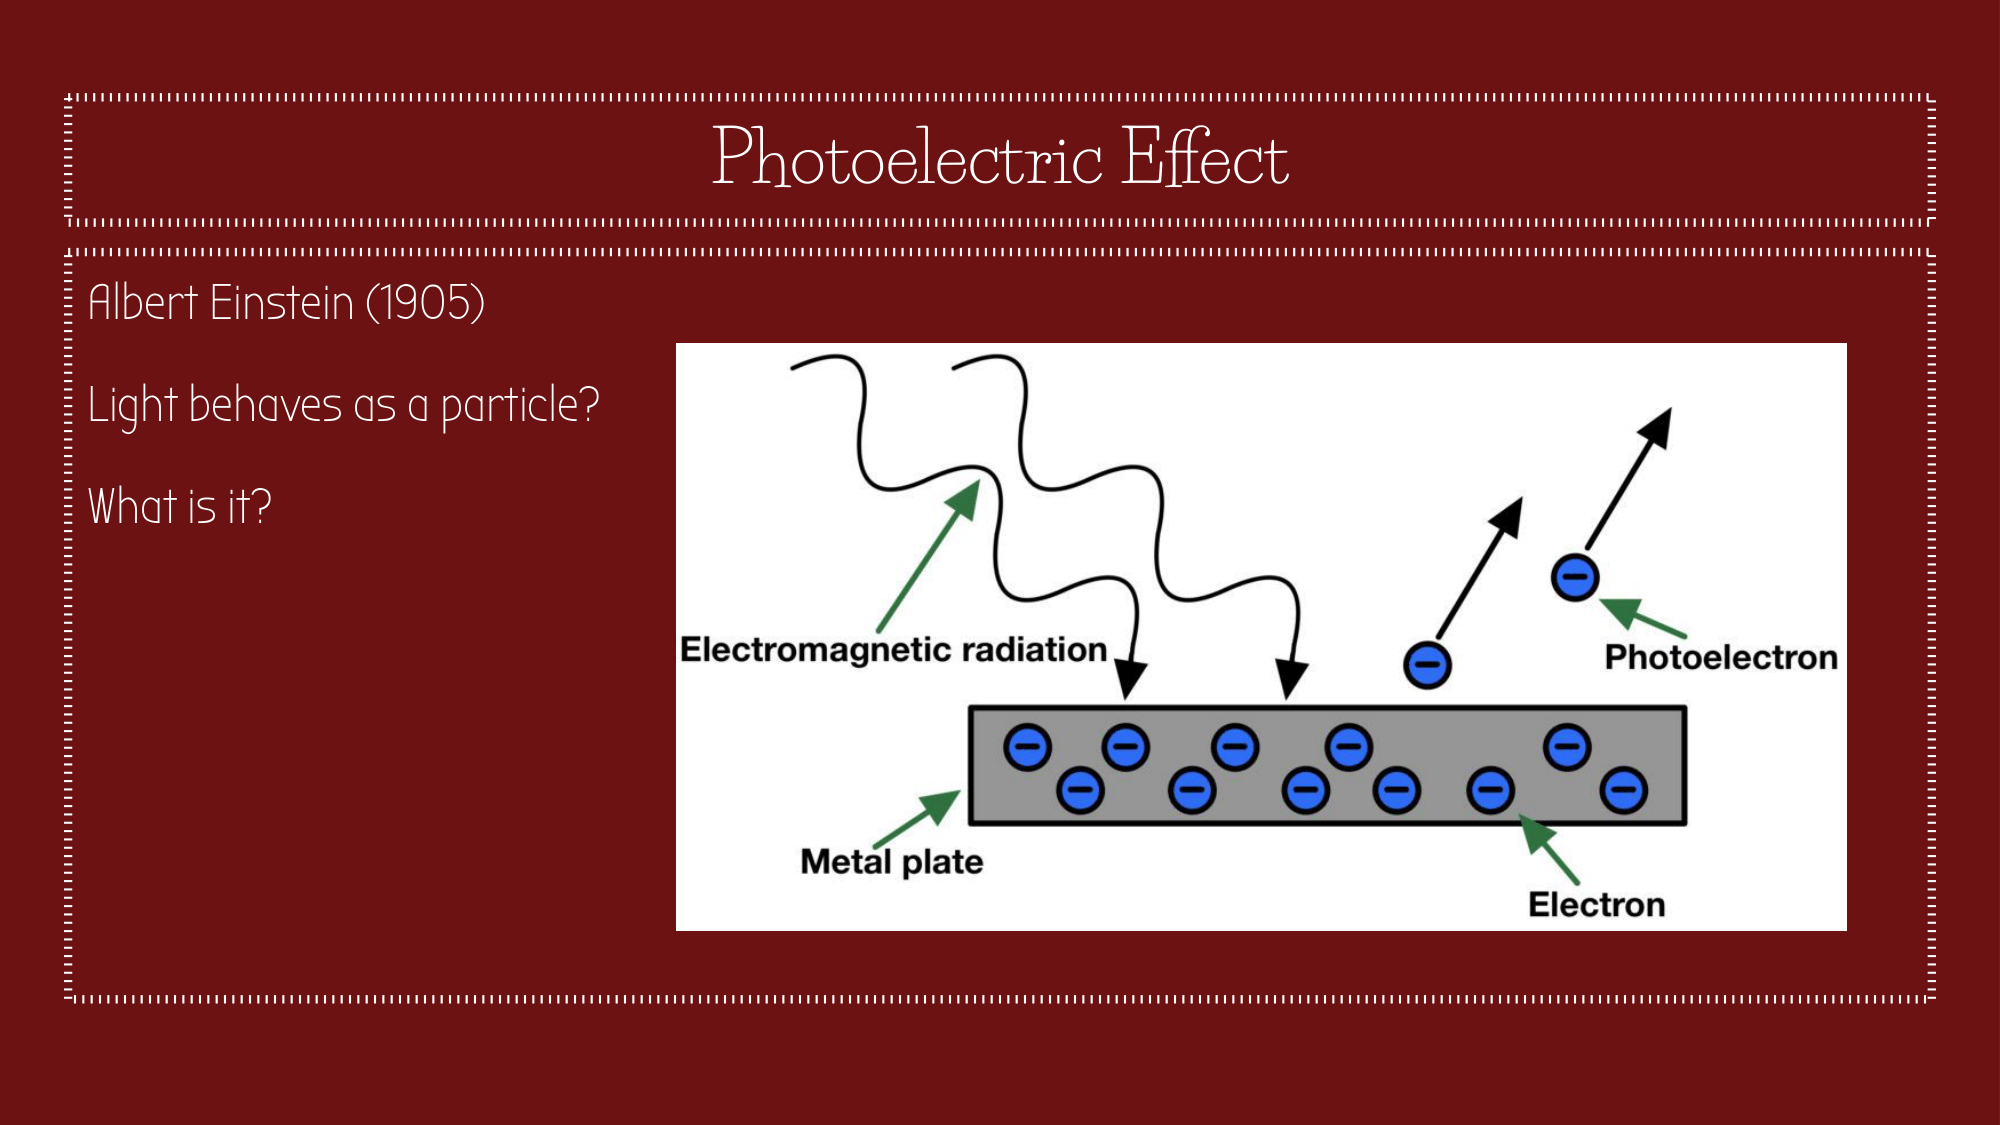 Photoelectric Effect
Albert Einstein (1905)
Light behaves as a particle?
What is it?
Electromagnetic radiation
Photoelectron
Metal plate
Electron